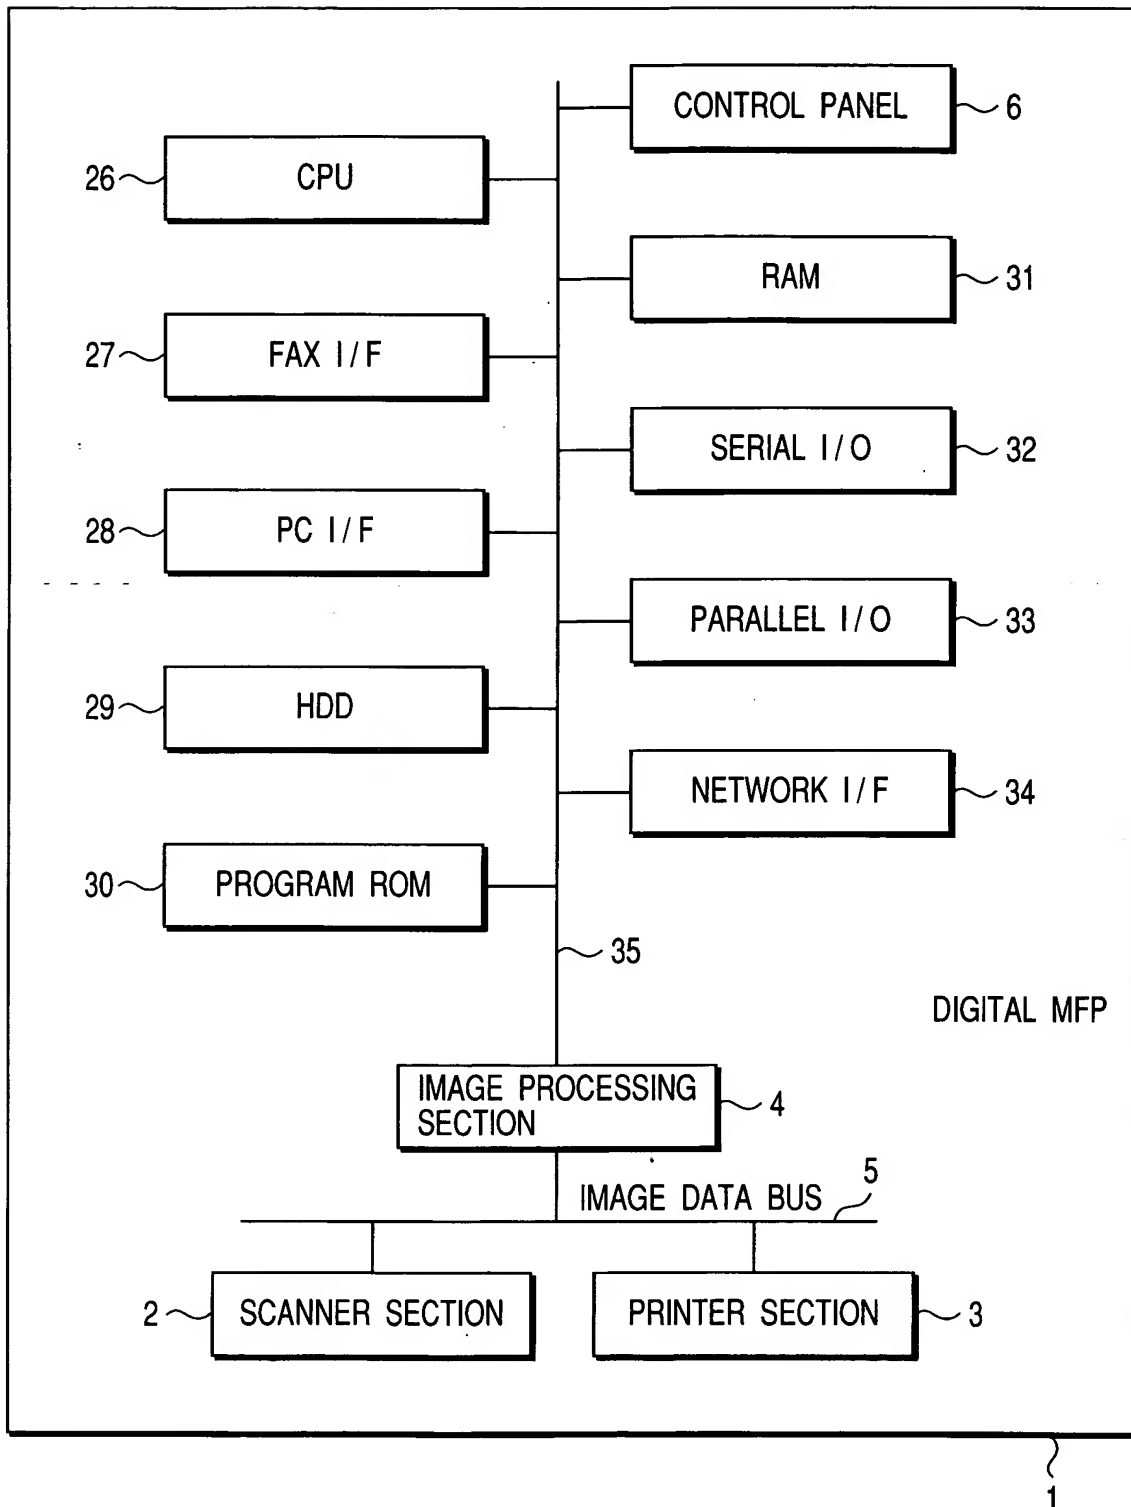 CONTROL PANEL 6
26 CPU
RAM 31
27 FAX I/F
SERIAL I/O 32
28 PC I/F
PARALLEL I/O 33
29 HDD
NETWORK I/F 34
30 PROGRAM ROM
35
DIGITAL MFP
IMAGE PROCESSING
SECTION
4
IMAGE DATA BUS 5
2 SCANNER SECTION
PRINTER SECTION 3
1